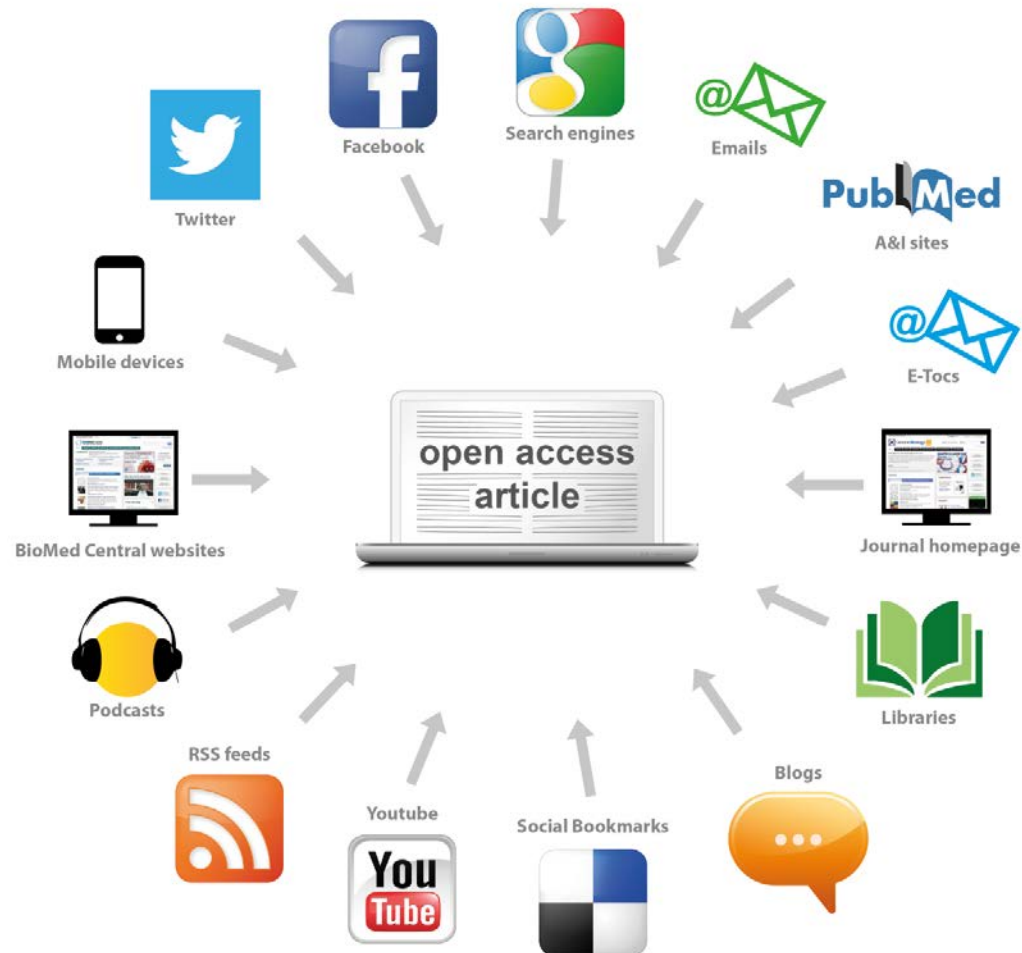 Facebook
Search engines
@
Emails
Twitter
PubMed
A&I sites
Mobile devices
@
E-Tocs
open access
article
BioMed Central websites
Journal homepage
Podcasts
Libraries
RSS feeds
Blogs
Youtube
Social Bookmarks
You
Tube